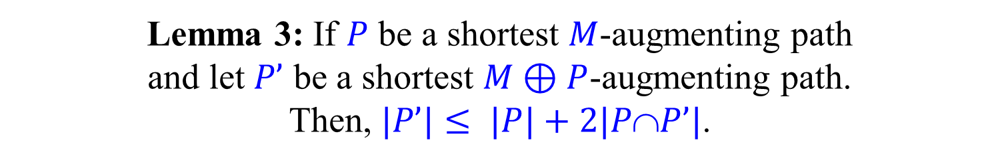 Lemma 3: If P be a shortest M-augmenting path
and let P’ be a shortest M ⊕ P-augmenting path.
Then, |P’| ≤ |P| + 2|P∩P’|.